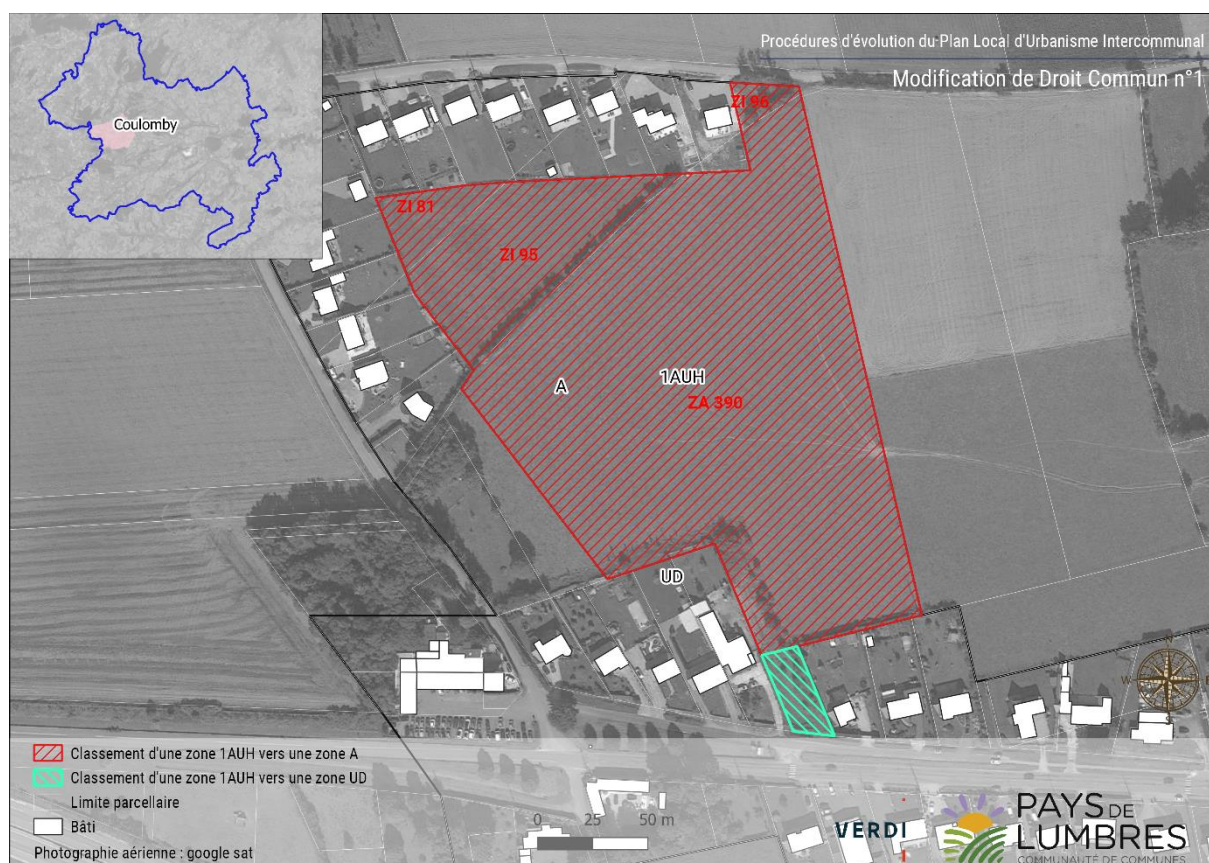 Procédures d'évolution du Plan Local d'Urbanisme Intercommunal
Modification de Droit Commun n°1
Coulomby
ZI 96
ZI 81
ZI 95
1AUH
A
ZA 390
UD
N
W
E
Classement d'une zone 1AUH vers une zone A
Classement d'une zone 1AUH vers une zone UD
Limite parcellaire
Bâti
Photographie aérienne : google sat
0 25 50 m
VERDI
PAYS DE
LUMBRES
COMMUNAUTÉ DE COMMUNES